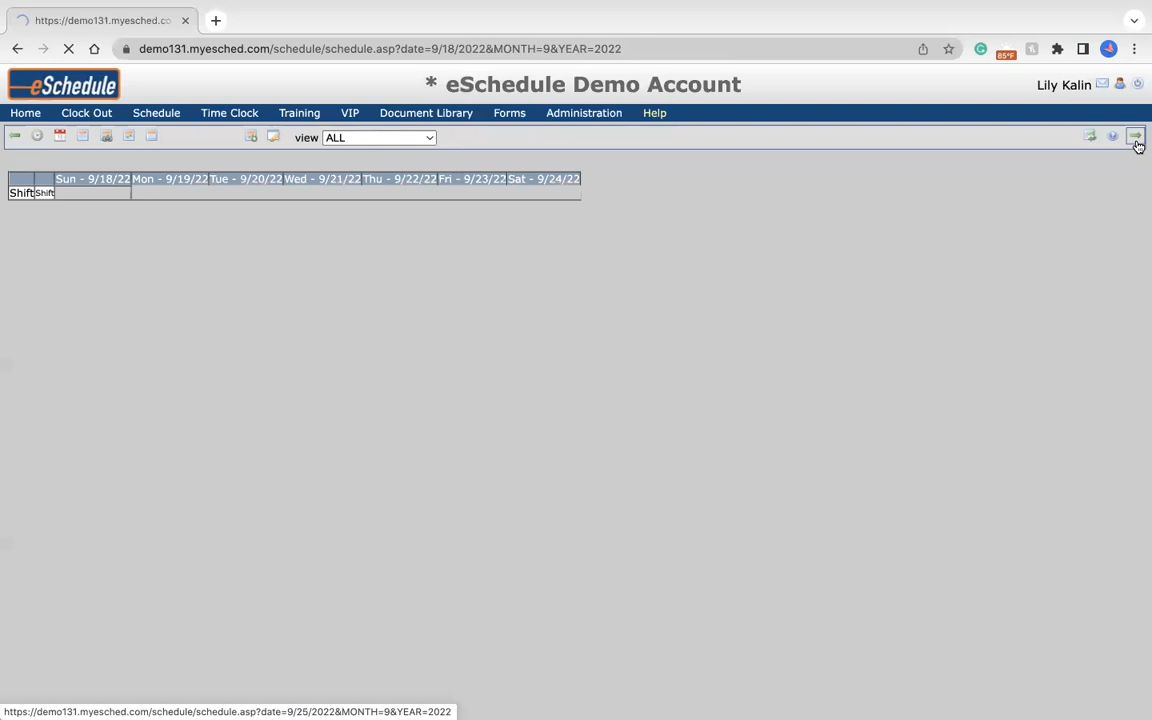 https://demo131.myesched.co
demo131.myesched.com/schedule/schedule.asp?date=9/18/2022&MONTH=9&YEAR=2022
85°F
eSchedule
* eSchedule Demo Account
Lily Kalin
Home Clock Out Schedule Time Clock Training VIP Document Library Forms Administration Help
view ALL
Sun - 9/18/22 Mon - 9/19/22 Tue - 9/20/22 Wed - 9/21/22 Thu - 9/22/22 Fri - 9/23/22 Sat - 9/24/22
Shift Shift
https://demo131.myesched.com/schedule/schedule.asp?date=9/25/2022&MONTH=9&YEAR=2022